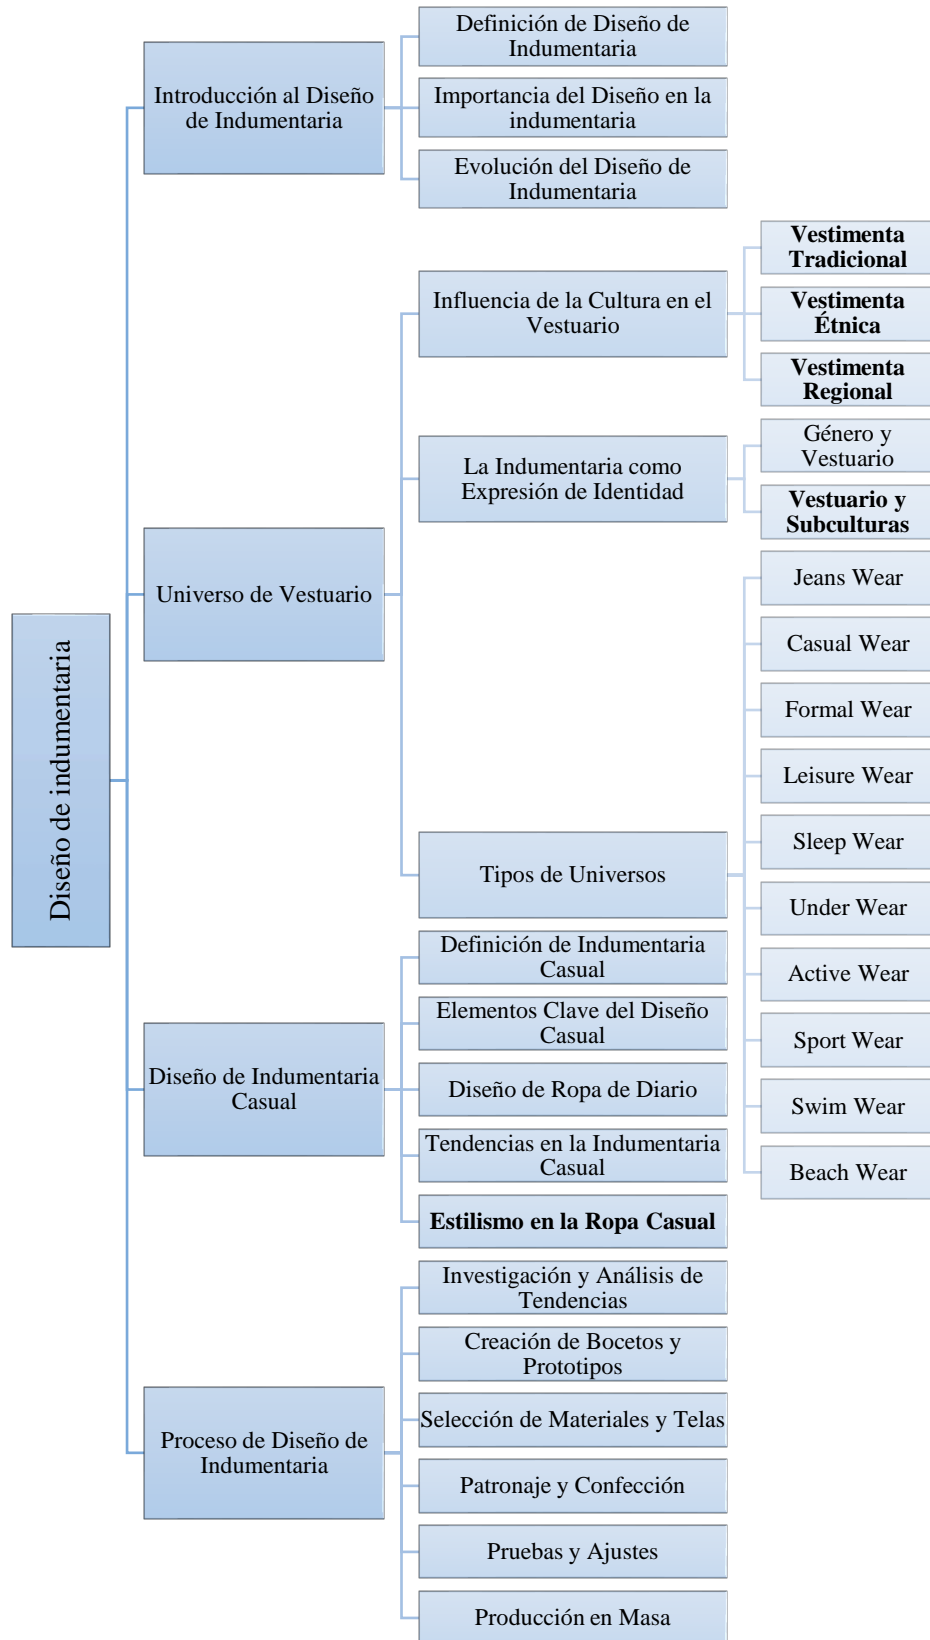 Diseño de indumentaria
Introducción al Diseño
de Indumentaria
Definición de Diseño de
Indumentaria
Importancia del Diseño en la
indumentaria
Evolución del Diseño de
Indumentaria
Universo de Vestuario
Influencia de la Cultura en el
Vestuario
Vestimenta
Tradicional
Vestimenta
Étnica
Vestimenta
Regional
La Indumentaria como
Expresión de Identidad
Género y
Vestuario
Vestuario y
Subculturas
Tipos de Universos
Jeans Wear
Casual Wear
Formal Wear
Leisure Wear
Sleep Wear
Under Wear
Active Wear
Sport Wear
Swim Wear
Beach Wear
Diseño de Indumentaria
Casual
Definición de Indumentaria
Casual
Elementos Clave del Diseño
Casual
Diseño de Ropa de Diario
Tendencias en la Indumentaria
Casual
Estilismo en la Ropa Casual
Proceso de Diseño de
Indumentaria
Investigación y Análisis de
Tendencias
Creación de Bocetos y
Prototipos
Selección de Materiales y Telas
Patronaje y Confección
Pruebas y Ajustes
Producción en Masa